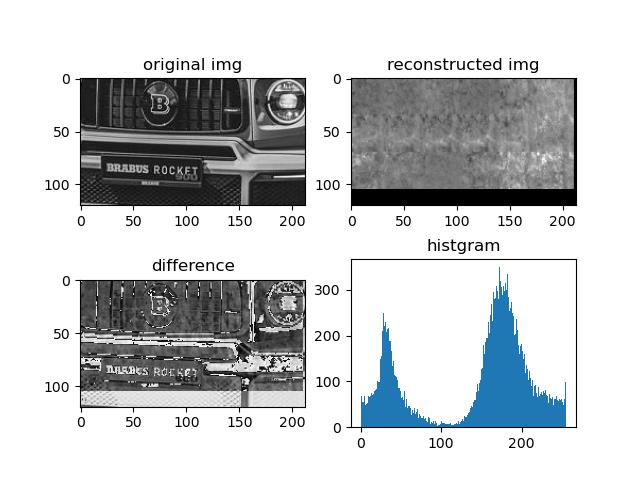 original img
reconstructed img
0
50
100
0 50 100 150 200
B
BRABUS ROCKET
900
BRABUS
0
50
100
0 50 100 150 200
difference
histgram
0
50
100
0 50 100 150 200
BRABUS ROCKET
300
200
100
0
0 100 200